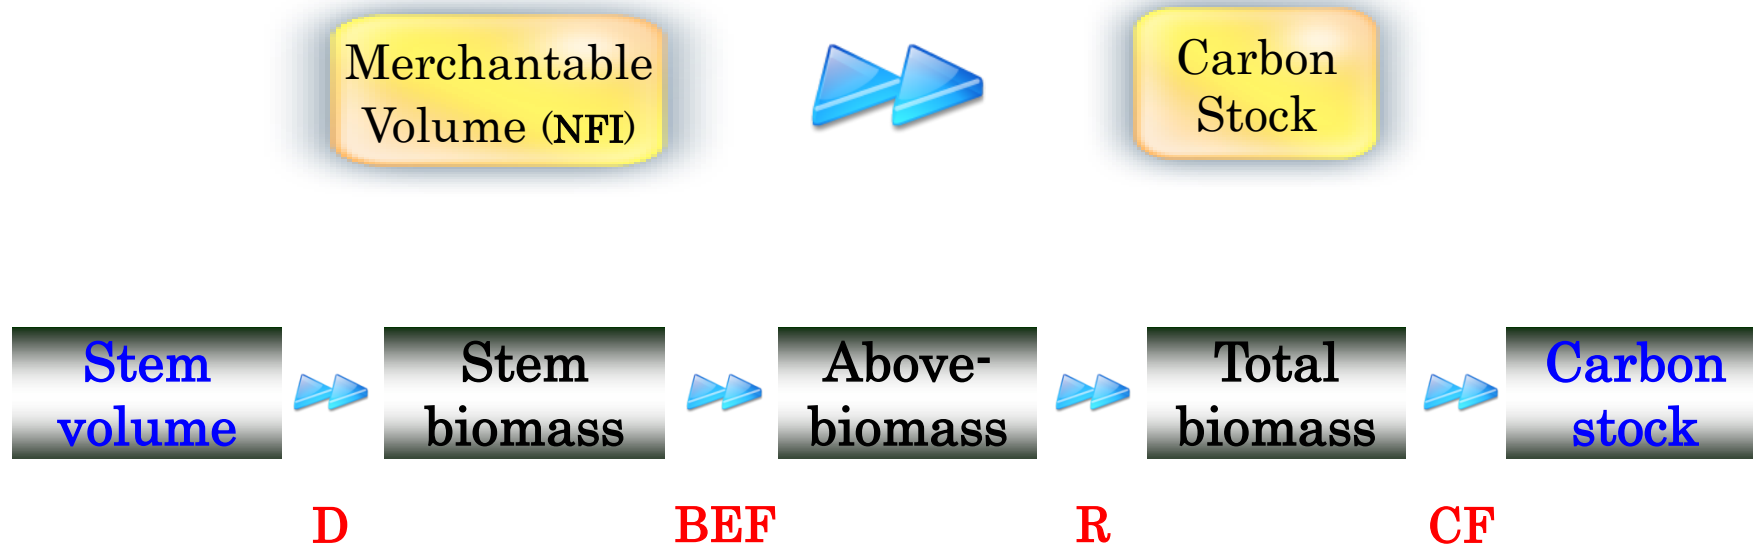 Merchantable
Volume (NFI)
Carbon
Stock
Stem
volume
Stem
biomass
Above-
biomass
Total
biomass
Carbon
stock
D
BEF
R
CF